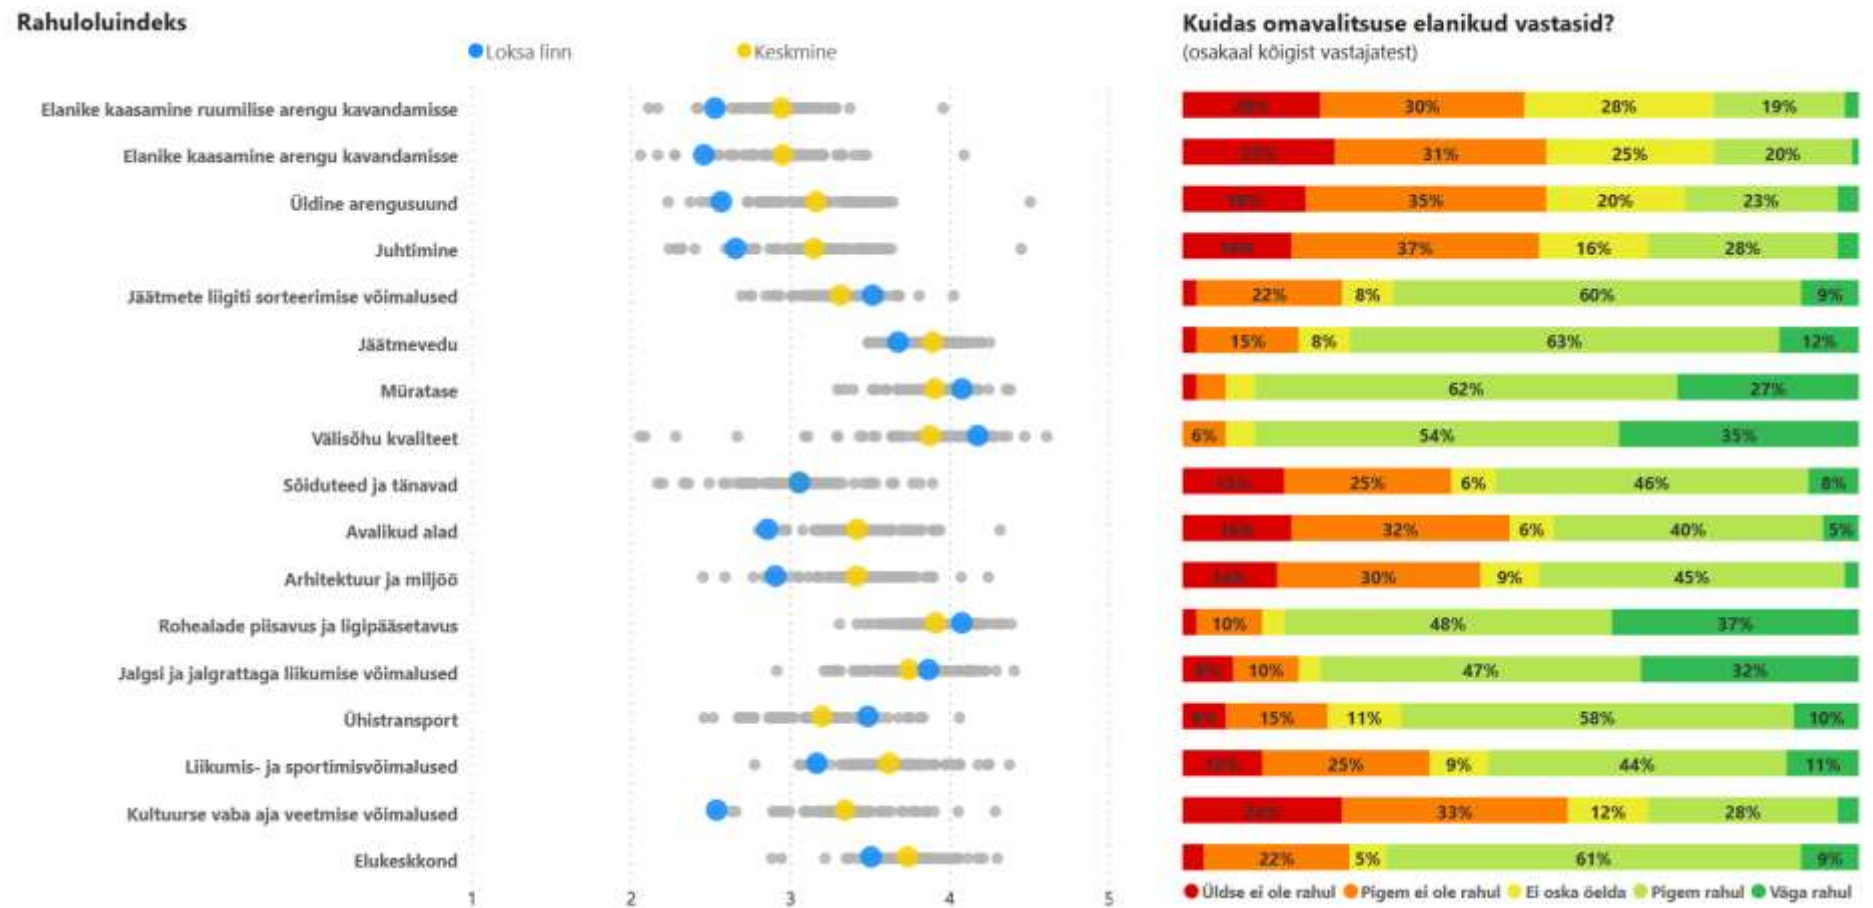 Rahuloluindeks
Loksa linn
Keskmine
Elanike kaasamine ruumilise arengu kavandamisse
Elanike kaasamine arengu kavandamisse
Üldine arengusuund
Juhtimine
Jäätmete liigiti sorteerimise võimalused
Jäätmevedu
Müratase
Välisõhu kvaliteet
Sõiduteed ja tänavad
Avalikud alad
Arhitektuur ja miljöö
Rohealade piisavus ja ligipääsetavus
Jalgsi ja jalgrattaga liikumise võimalused
Ühistransport
Liikumis- ja sportimisvõimalused
Kultuurse vaba aja veetmise võimalused
Elukeskkond
1 2 3 4 5
Kuidas omavalitsuse elanikud vastasid?
(osakaal kõigist vastajatest)
30% 28% 19%
31% 25% 20%
35% 20% 23%
37% 16% 28%
22% 8% 60% 9%
15% 8% 63% 12%
62% 27%
6% 54% 35%
25% 6% 46% 8%
32% 6% 40% 5%
30% 9% 45%
10% 48% 37%
10% 47% 32%
15% 11% 58% 10%
25% 9% 44% 11%
33% 12% 28%
22% 5% 61% 9%
Üldse ei ole rahul Pigem ei ole rahul Ei oska öelda Pigem rahul Väga rahul